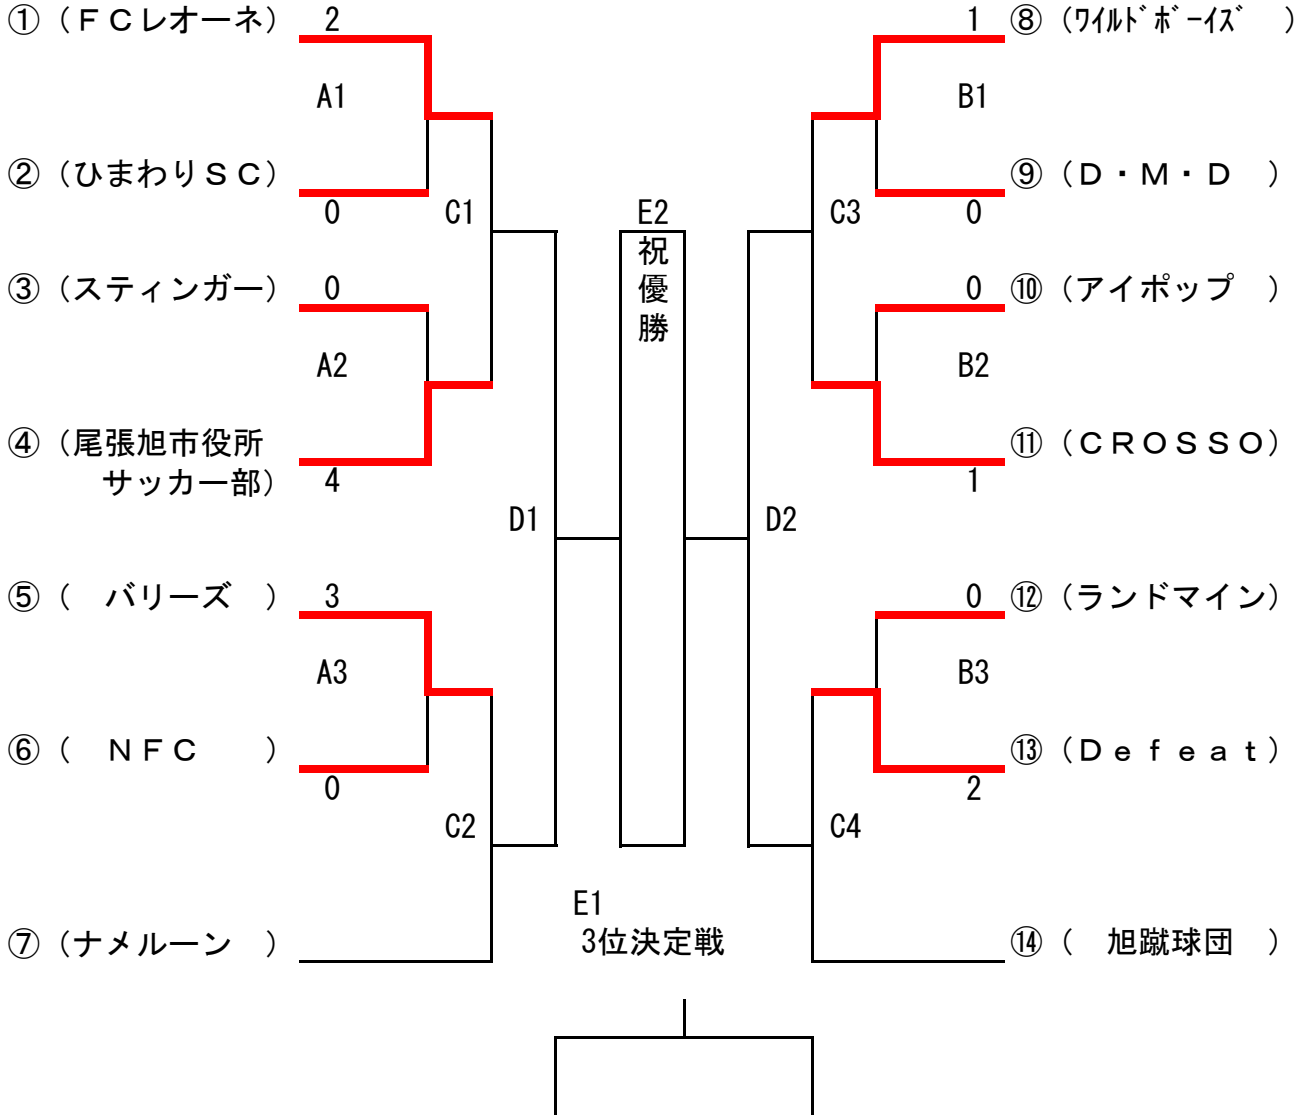 ①（ＦＣレオーネ） 2
1 ⑧（ﾜｲﾙﾄﾞﾎﾞｰｲｽﾞ　）
A1
B1
②（ひまわりＳＣ）
⑨（Ｄ・Ｍ・Ｄ　）
0 C1 E2 C3 0
祝
優
勝
③（スティンガー） 0
0 ⑩（アイポップ　）
A2
B2
④（尾張旭市役所
サッカー部） 4
⑪（ＣＲＯＳＳＯ）
1
D1 D2
⑤（　バリーズ　） 3
0 ⑫（ランドマイン）
A3
B3
⑥（　ＮＦＣ　　）
⑬（Ｄｅｆｅａｔ）
0
2
C2 C4
E1
3位決定戦
⑦（ナメルーン　）
⑭（　旭蹴球団　）